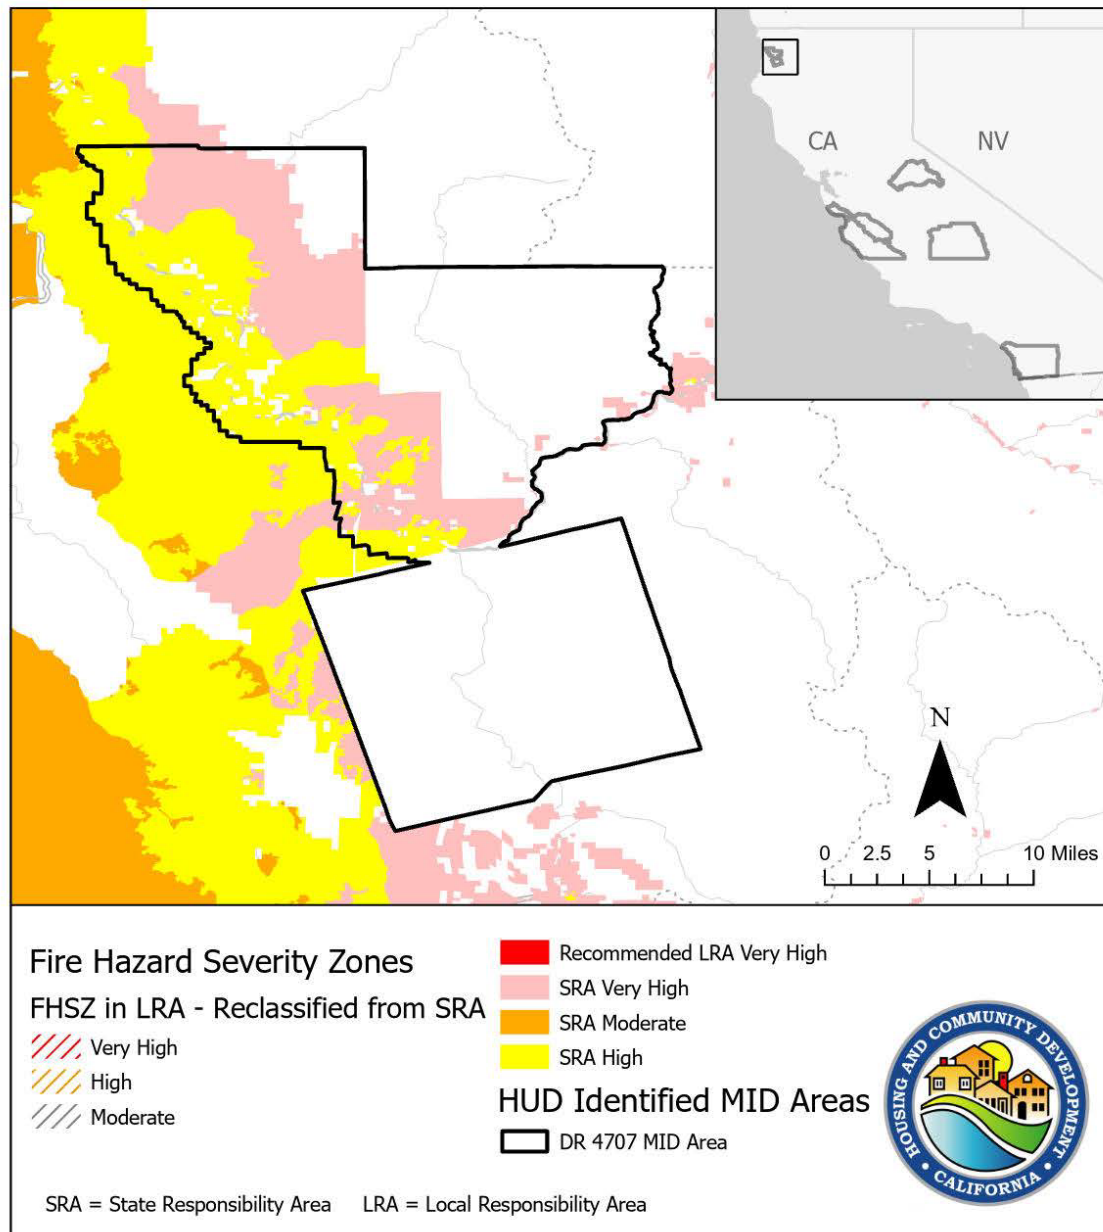 CA
NV
N
0 2.5 5 10 Miles
Fire Hazard Severity Zones
FHSZ in LRA - Reclassified from SRA
Very High
High
Moderate
Recommended LRA Very High
SRA Very High
SRA Moderate
SRA High
HUD Identified MID Areas
DR 4707 MID Area
SRA = State Responsibility Area LRA = Local Responsibility Area
HOUSING AND COMMUNITY DEVELOPMENT
• CALIFORNIA •